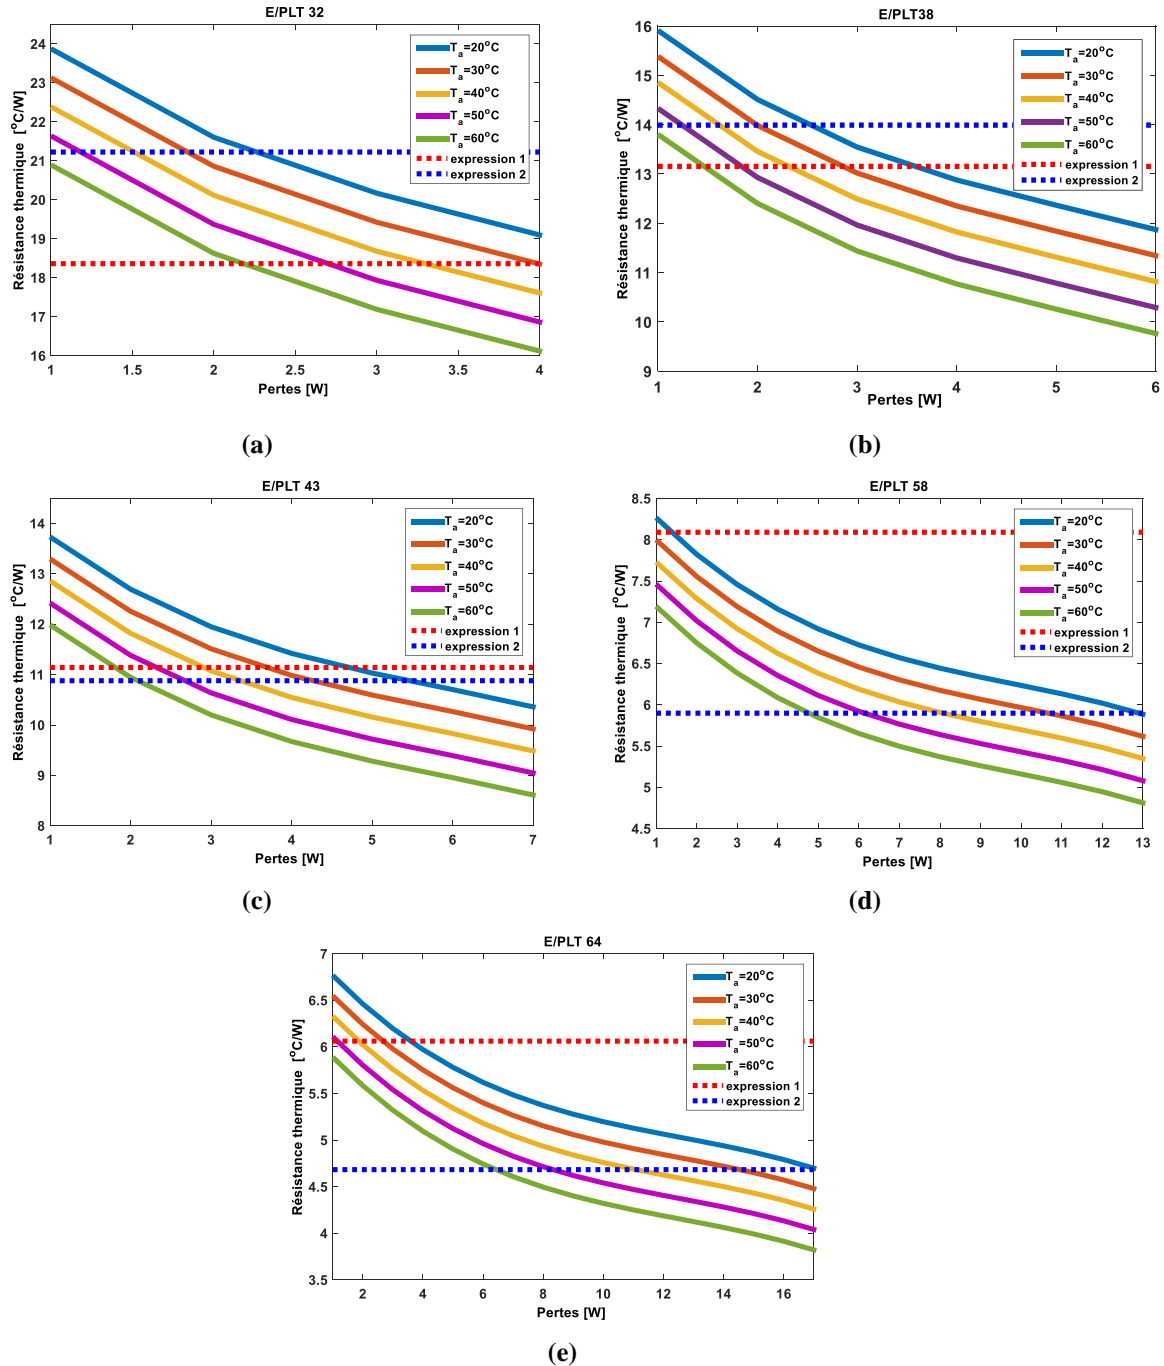 E/PLT 32
24
23
22
21
20
19
18
17
16
Résistance thermique [°C/W]
1 1.5 2 2.5 3 3.5 4
Pertes [W]
Ta=20°C
Ta=30°C
Ta=40°C
Ta=50°C
Ta=60°C
expression 1
expression 2
(a)
E/PLT38
16
15
14
13
12
11
10
9
Résistance thermique [°C/W]
1 2 3 4 5 6
Pertes [W]
Ta=20°C
Ta=30°C
Ta=40°C
Ta=50°C
Ta=60°C
expression 1
expression 2
(b)
E/PLT 43
14
13
12
11
10
9
8
Résistance thermique [°C/W]
1 2 3 4 5 6 7
Pertes [W]
Ta=20°C
Ta=30°C
Ta=40°C
Ta=50°C
Ta=60°C
expression 1
expression 2
(c)
E/PLT 58
8.5
8
7.5
7
6.5
6
5.5
5
4.5
Résistance thermique [°C/W]
1 2 3 4 5 6 7 8 9 10 11 12 13
Pertes [W]
Ta=20°C
Ta=30°C
Ta=40°C
Ta=50°C
Ta=60°C
expression 1
expression 2
(d)
E/PLT 64
7
6.5
6
5.5
5
4.5
4
3.5
Résistance thermique [°C/W]
2 4 6 8 10 12 14 16
Pertes [W]
Ta=20°C
Ta=30°C
Ta=40°C
Ta=50°C
Ta=60°C
expression 1
expression 2
(e)